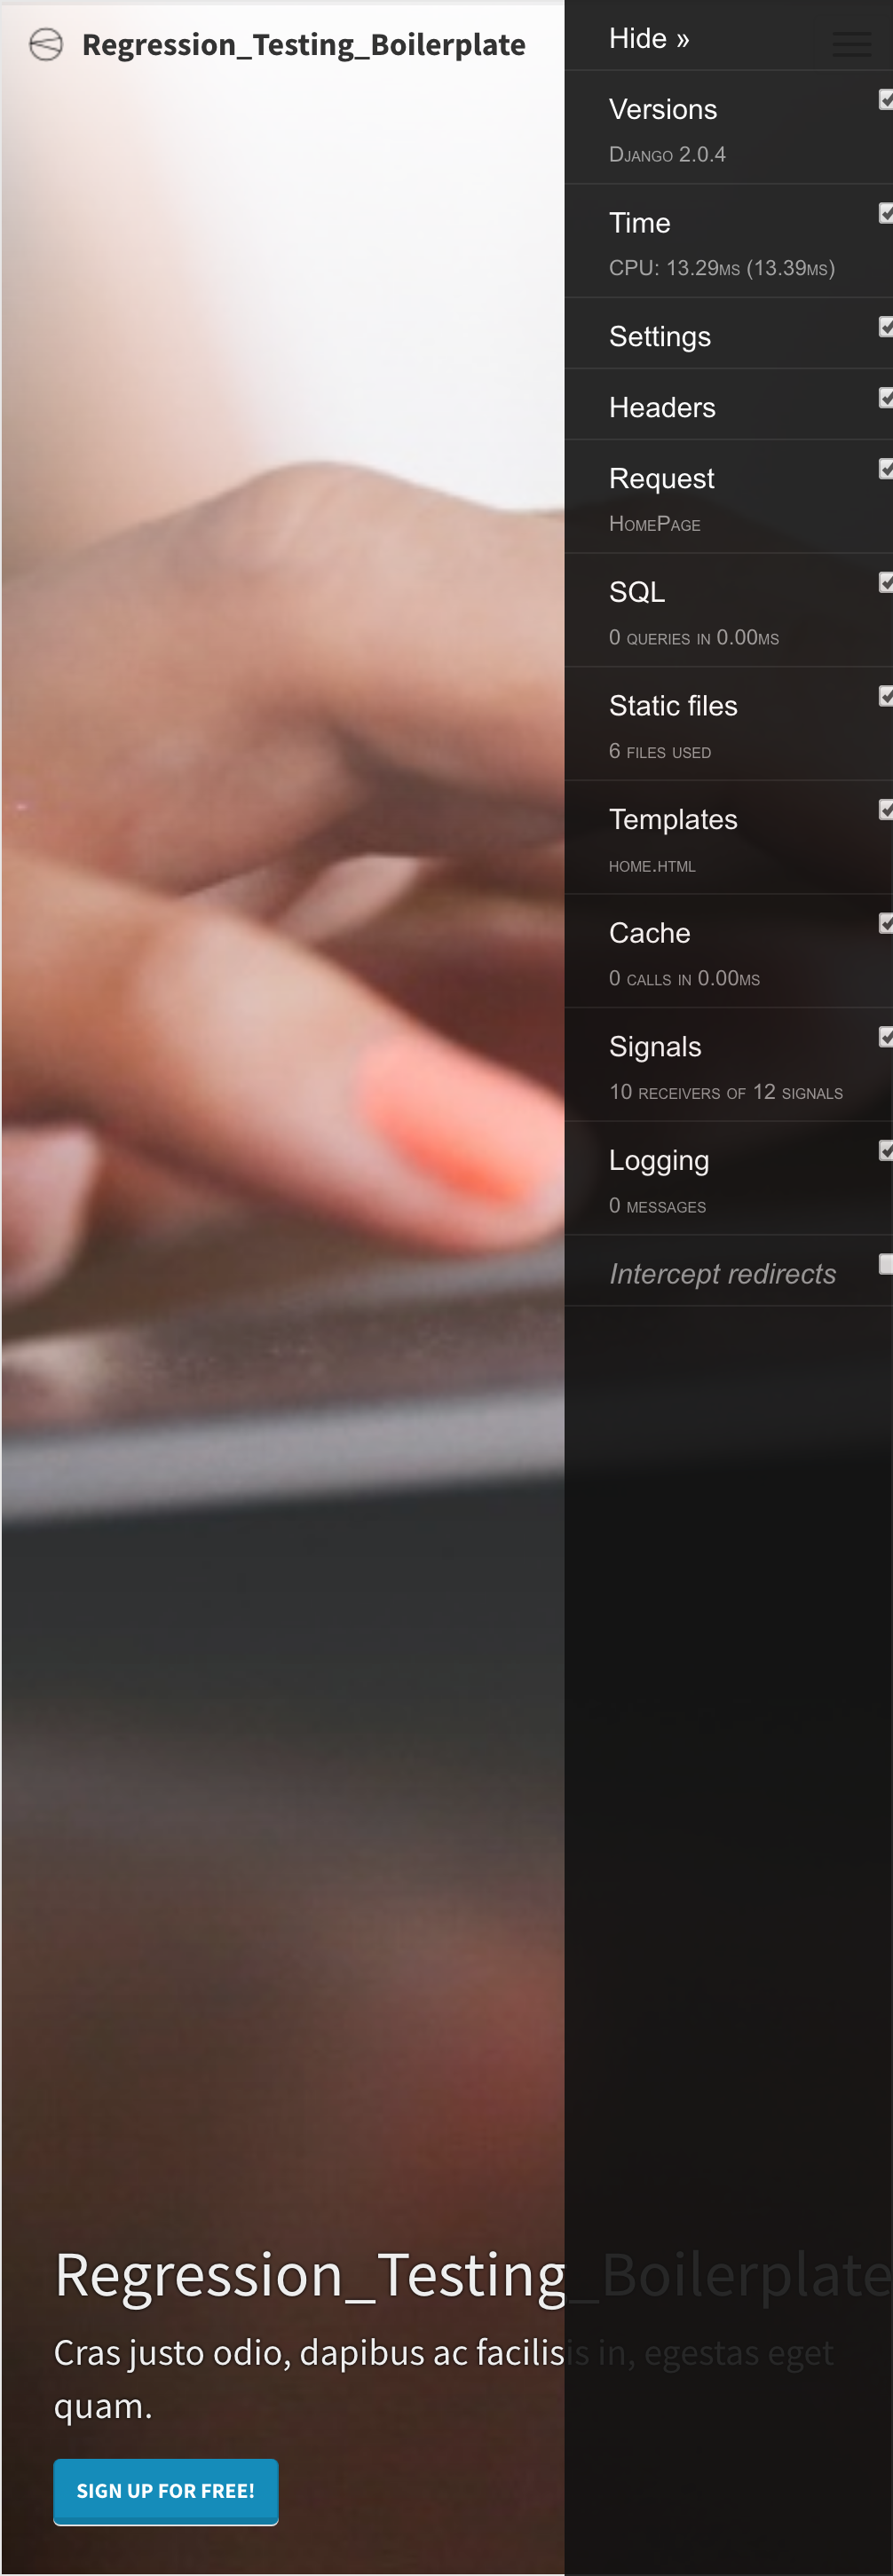 Regression_Testing_Boilerplate
Hide »
Versions
Django 2.0.4
Time
CPU: 13.29ms (13.39ms)
Settings
Headers
Request
HomePage
SQL
0 queries in 0.00ms
Static files
6 files used
Templates
home.html
Cache
0 calls in 0.00ms
Signals
10 receivers of 12 signals
Logging
0 messages
Intercept redirects
Regression_Testing_Boilerplate
Cras justo odio, dapibus ac facilisis in, egestas eget
quam.
SIGN UP FOR FREE!